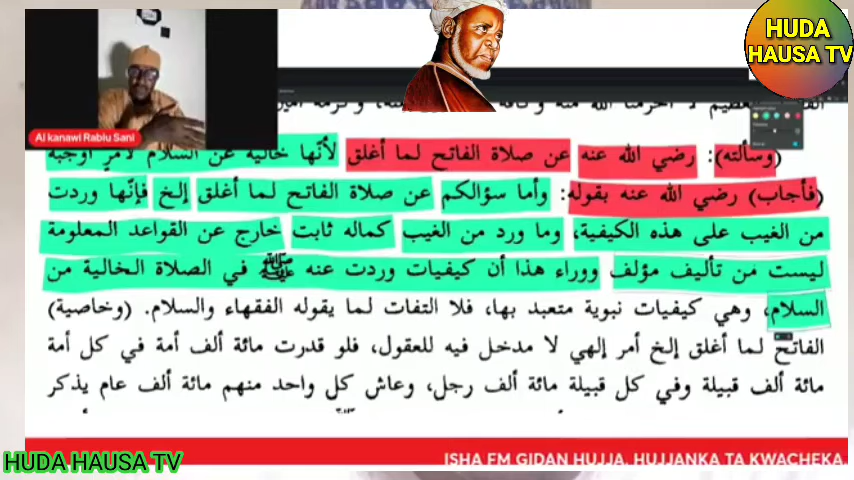 HUDA
HAUSA TV
Al kanawi Rabiu Sani
(وسألته): رضي الله عنه عن صلاة الفاتح لما أغلق لأنّها خالية عن السلام لأمرٍ أوجبه
(فأجاب) رضي الله عنه بقوله: وأما سؤالكم عن صلاة الفاتح لما أغلق إلخ فإنّها وردت
من الغيب على هذه الكيفية، وما ورد من الغيب كماله ثابت خارج عن القواعد المعلومة
ليست من تأليف مؤلف ووراء هذا أن كيفيات وردت عنه ﷺ في الصلاة الخالية من
السلام، وهي كيفيات نبوية متعبد بها، فلا التفات لما يقوله الفقهاء والسلام. (وخاصية)
الفاتح لما أغلق إلخ أمر إلهي لا مدخل فيه للعقول، فلو قدرت مائة ألف أمة في كل أمة
مائة ألف قبيلة وفي كل قبيلة مائة ألف رجل، وعاش كل واحد منهم مائة ألف عام يذكر
ISHA FM GIDAN HUJJA, HUJJANKA TA KWACHEKA
HUDA HAUSA TV